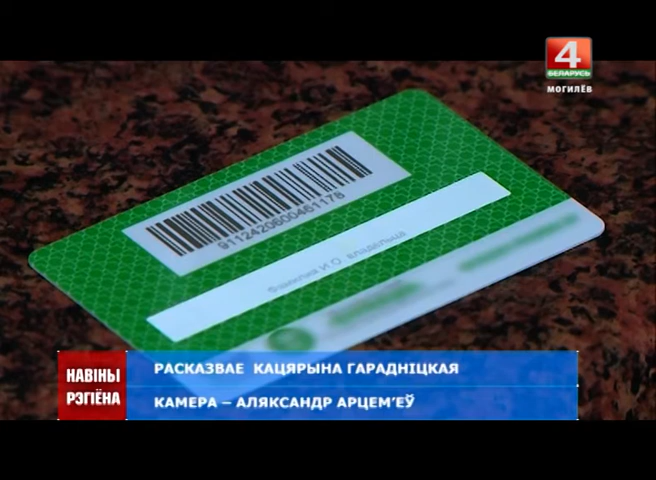 4
БЕЛАРУСЬ
МОГИЛЁВ
9112420600461178
Фамилия И.О. владельца
НАВІНЫ
РЭГІЁНА
РАСКАЗВАЕ КАЦЯРЫНА ГАРАДНІЦКАЯ
КАМЕРА – АЛЯКСАНДР АРЦЕМ'ЕЎ